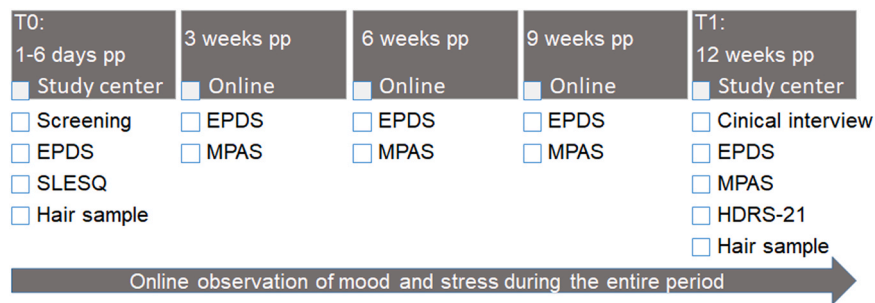 T0:
1-6 days pp
Study center
Screening
EPDS
SLESQ
Hair sample
3 weeks pp
Online
EPDS
MPAS
6 weeks pp
Online
EPDS
MPAS
9 weeks pp
Online
EPDS
MPAS
T1:
12 weeks pp
Study center
Cinical interview
EPDS
MPAS
HDRS-21
Hair sample
Online observation of mood and stress during the entire period